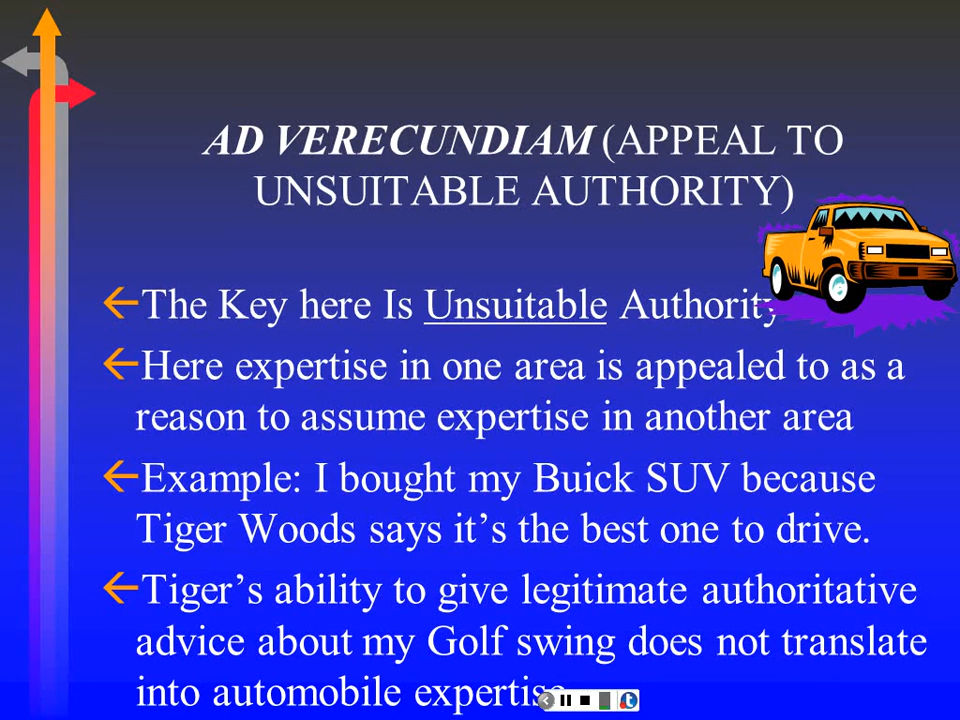 AD VERECUNDIAM (APPEAL TO
UNSUITABLE AUTHORITY)
The Key here Is Unsuitable Authority
Here expertise in one area is appealed to as a
reason to assume expertise in another area
Example: I bought my Buick SUV because
Tiger Woods says it’s the best one to drive.
Tiger’s ability to give legitimate authoritative
advice about my Golf swing does not translate
into automobile expertise